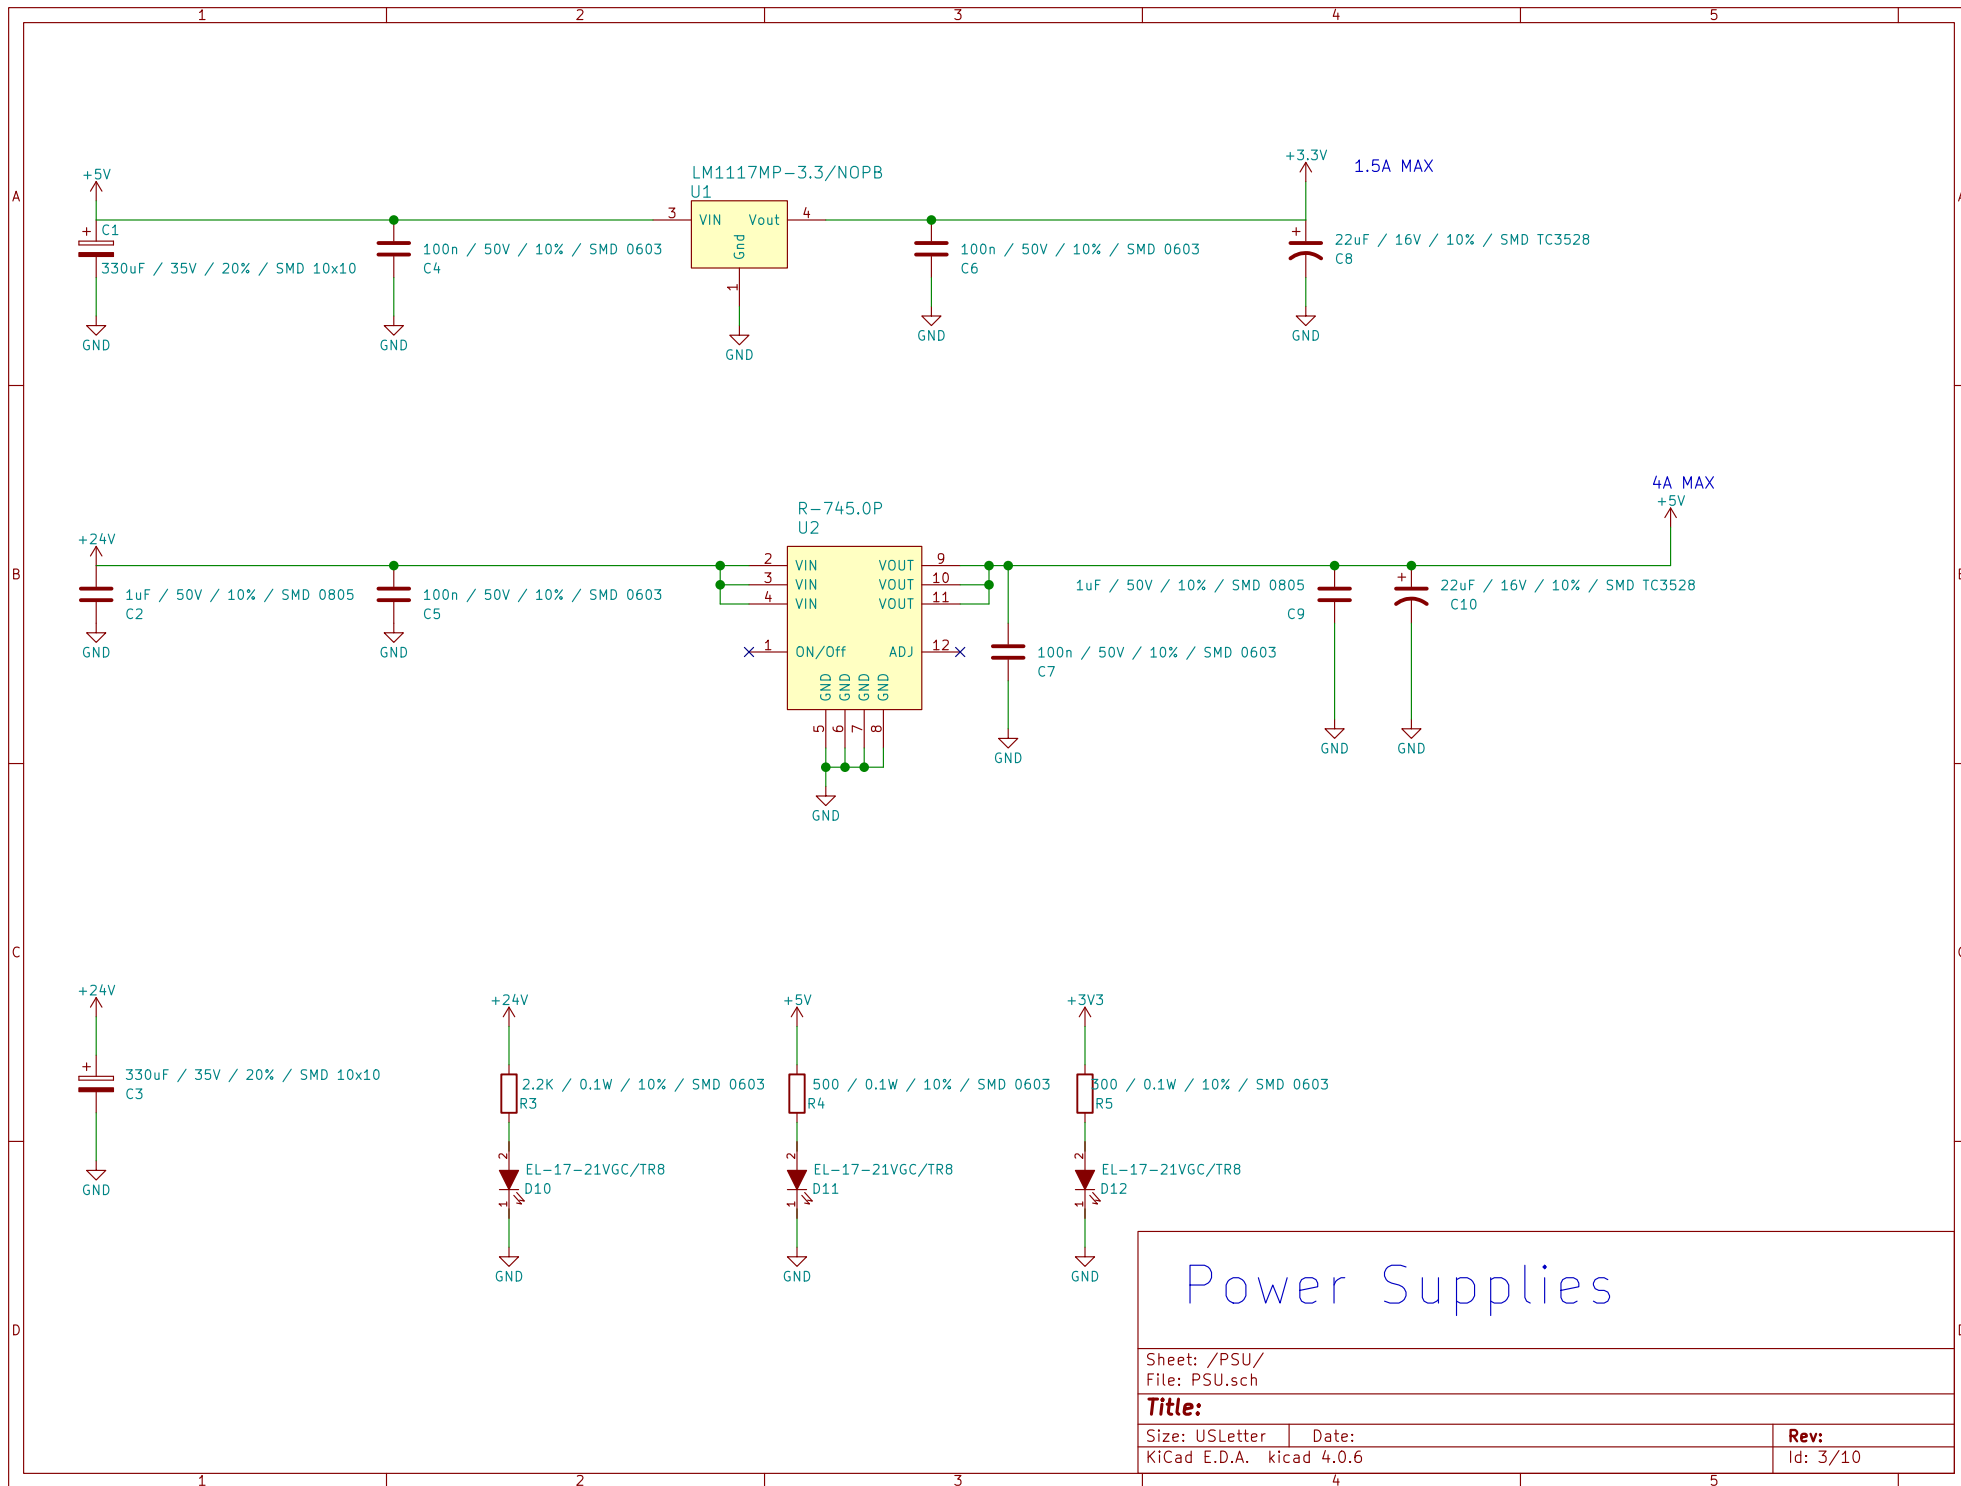 1 2 3 4 5
A
+5V
C1
+
330uF / 35V / 20% / SMD 10x10
GND
100n / 50V / 10% / SMD 0603
C4
GND
LM1117MP-3.3/NOPB
U1
3 VIN Vout 4
Gnd
1
GND
100n / 50V / 10% / SMD 0603
C6
GND
+3.3V
1.5A MAX
+
22uF / 16V / 10% / SMD TC3528
C8
GND
B
+24V
1uF / 50V / 10% / SMD 0805
C2
GND
100n / 50V / 10% / SMD 0603
C5
GND
R-745.0P
U2
2 VIN VOUT 9
3 VIN VOUT 10
4 VIN VOUT 11
1 ON/Off ADJ 12
GND GND GND GND
5 6 7 8
GND
100n / 50V / 10% / SMD 0603
C7
GND
1uF / 50V / 10% / SMD 0805
C9
GND
+
22uF / 16V / 10% / SMD TC3528
C10
GND
4A MAX
+5V
C
+24V
+
330uF / 35V / 20% / SMD 10x10
C3
GND
+24V
2.2K / 0.1W / 10% / SMD 0603
R3
2
EL-17-21VGC/TR8
D10
1
GND
+5V
500 / 0.1W / 10% / SMD 0603
R4
2
EL-17-21VGC/TR8
D11
1
GND
+3V3
300 / 0.1W / 10% / SMD 0603
R5
2
EL-17-21VGC/TR8
D12
1
GND
D
Power Supplies
Sheet: /PSU/
File: PSU.sch
Title:
Size: USLetter Date: Rev:
KiCad E.D.A. kicad 4.0.6 Id: 3/10
1 2 3 4 5